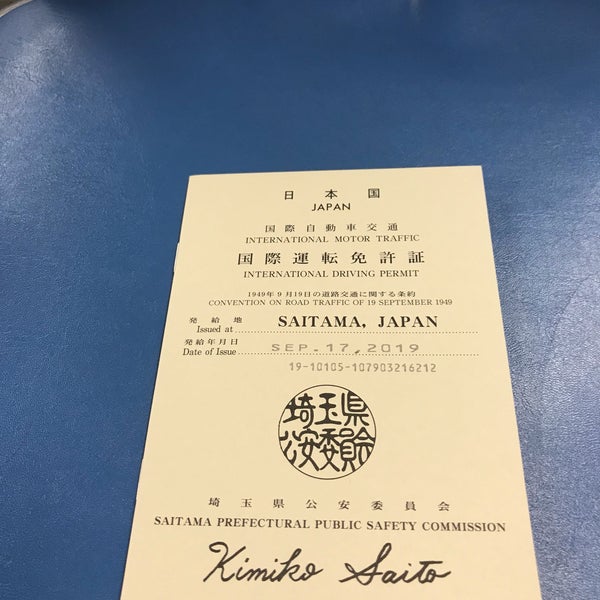 日本国
JAPAN
国際自動車交通
INTERNATIONAL MOTOR TRAFFIC
国際運転免許証
INTERNATIONAL DRIVING PERMIT
1949年9月19日の道路交通に関する条約
CONVENTION ON ROAD TRAFFIC OF 19 SEPTEMBER 1949
発給地
Issued at SAITAMA, JAPAN
発給年月日
Date of Issue SEP. 17, 2019
19-10105-107903216212
埼玉県
公安委員会
埼玉県公安委員会
SAITAMA PREFECTURAL PUBLIC SAFETY COMMISSION
Kimiko Saito